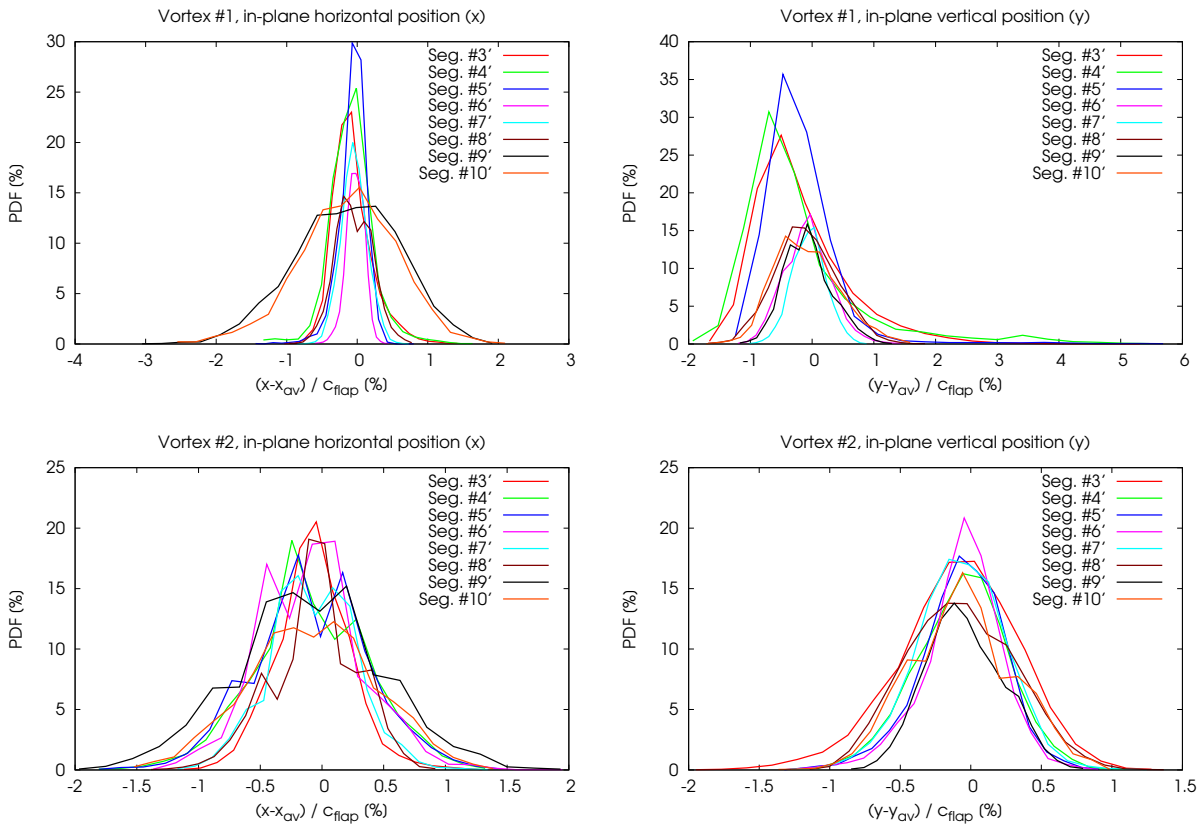 Vortex #1, in-plane horizontal position (x)
30
25
20
15
10
5
0
PDF [%]
Seg. #3'
Seg. #4'
Seg. #5'
Seg. #6'
Seg. #7'
Seg. #8'
Seg. #9'
Seg. #10'
-4 -3 -2 -1 0 1 2 3
(x-xav) / cflap [%]
Vortex #1, in-plane vertical position (y)
40
35
30
25
20
15
10
5
0
PDF [%]
Seg. #3'
Seg. #4'
Seg. #5'
Seg. #6'
Seg. #7'
Seg. #8'
Seg. #9'
Seg. #10'
-2 -1 0 1 2 3 4 5 6
(y-yav) / cflap [%]
Vortex #2, in-plane horizontal position (x)
25
20
15
10
5
0
PDF [%]
Seg. #3'
Seg. #4'
Seg. #5'
Seg. #6'
Seg. #7'
Seg. #8'
Seg. #9'
Seg. #10'
-2 -1.5 -1 -0.5 0 0.5 1 1.5 2
(x-xav) / cflap [%]
Vortex #2, in-plane vertical position (y)
25
20
15
10
5
0
PDF [%]
Seg. #3'
Seg. #4'
Seg. #5'
Seg. #6'
Seg. #7'
Seg. #8'
Seg. #9'
Seg. #10'
-2 -1.5 -1 -0.5 0 0.5 1 1.5
(y-yav) / cflap [%]